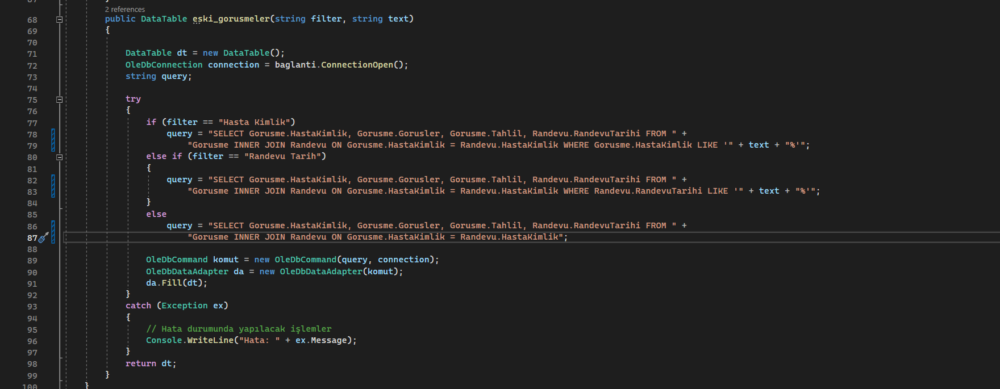 2 references
68 public DataTable eski_gorusmeler(string filter, string text)
69 {
70
71 DataTable dt = new DataTable();
72 OleDbConnection connection = baglanti.ConnectionOpen();
73 string query;
74
75 try
76 {
77 if (filter == "Hasta Kimlik")
78 query = "SELECT Gorusme.HastaKimlik, Gorusme.Gorusler, Gorusme.Tahlil, Randevu.RandevuTarihi FROM " +
79 "Gorusme INNER JOIN Randevu ON Gorusme.HastaKimlik = Randevu.HastaKimlik WHERE Gorusme.HastaKimlik LIKE '" + text + "%'";
80 else if (filter == "Randevu Tarih")
81 {
82 query = "SELECT Gorusme.HastaKimlik, Gorusme.Gorusler, Gorusme.Tahlil, Randevu.RandevuTarihi FROM " +
83 "Gorusme INNER JOIN Randevu ON Gorusme.HastaKimlik = Randevu.HastaKimlik WHERE Randevu.RandevuTarihi LIKE '" + text + "%'";
84 }
85 else
86 query = "SELECT Gorusme.HastaKimlik, Gorusme.Gorusler, Gorusme.Tahlil, Randevu.RandevuTarihi FROM " +
87 "Gorusme INNER JOIN Randevu ON Gorusme.HastaKimlik = Randevu.HastaKimlik";
88
89 OleDbCommand komut = new OleDbCommand(query, connection);
90 OleDbDataAdapter da = new OleDbDataAdapter(komut);
91 da.Fill(dt);
92 }
93 catch (Exception ex)
94 {
95 // Hata durumunda yapılacak işlemler
96 Console.WriteLine("Hata: " + ex.Message);
97 }
98 return dt;
99 }
100 }